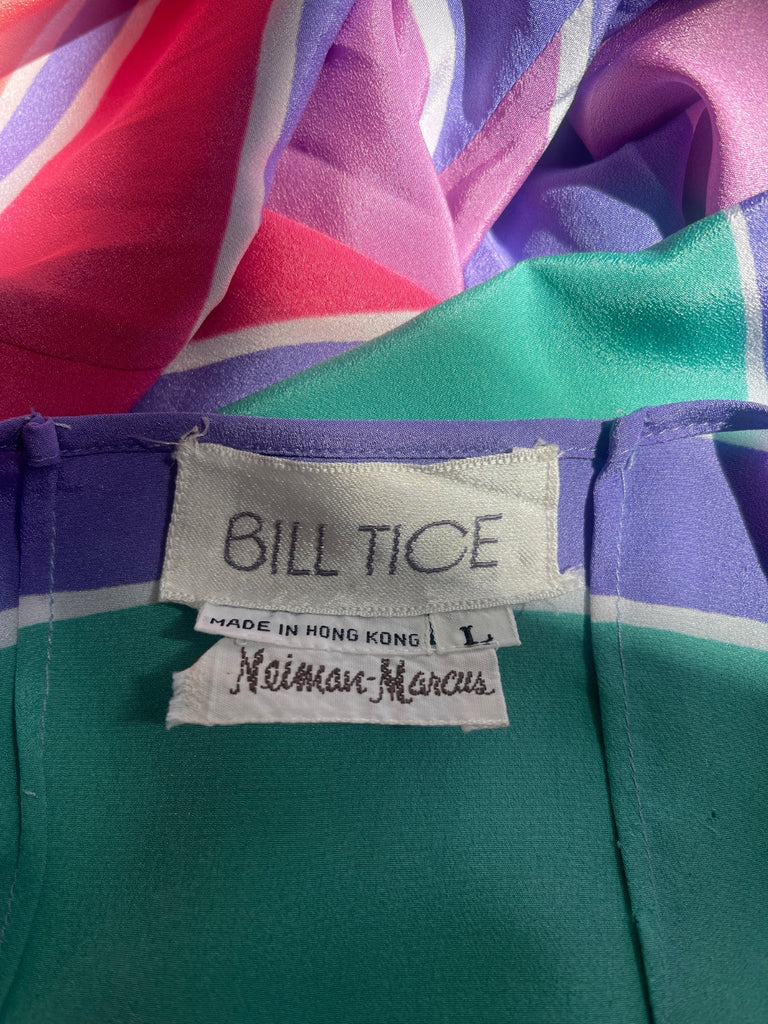 BILL TICE
MADE IN HONG KONG L
Neiman-Marcus